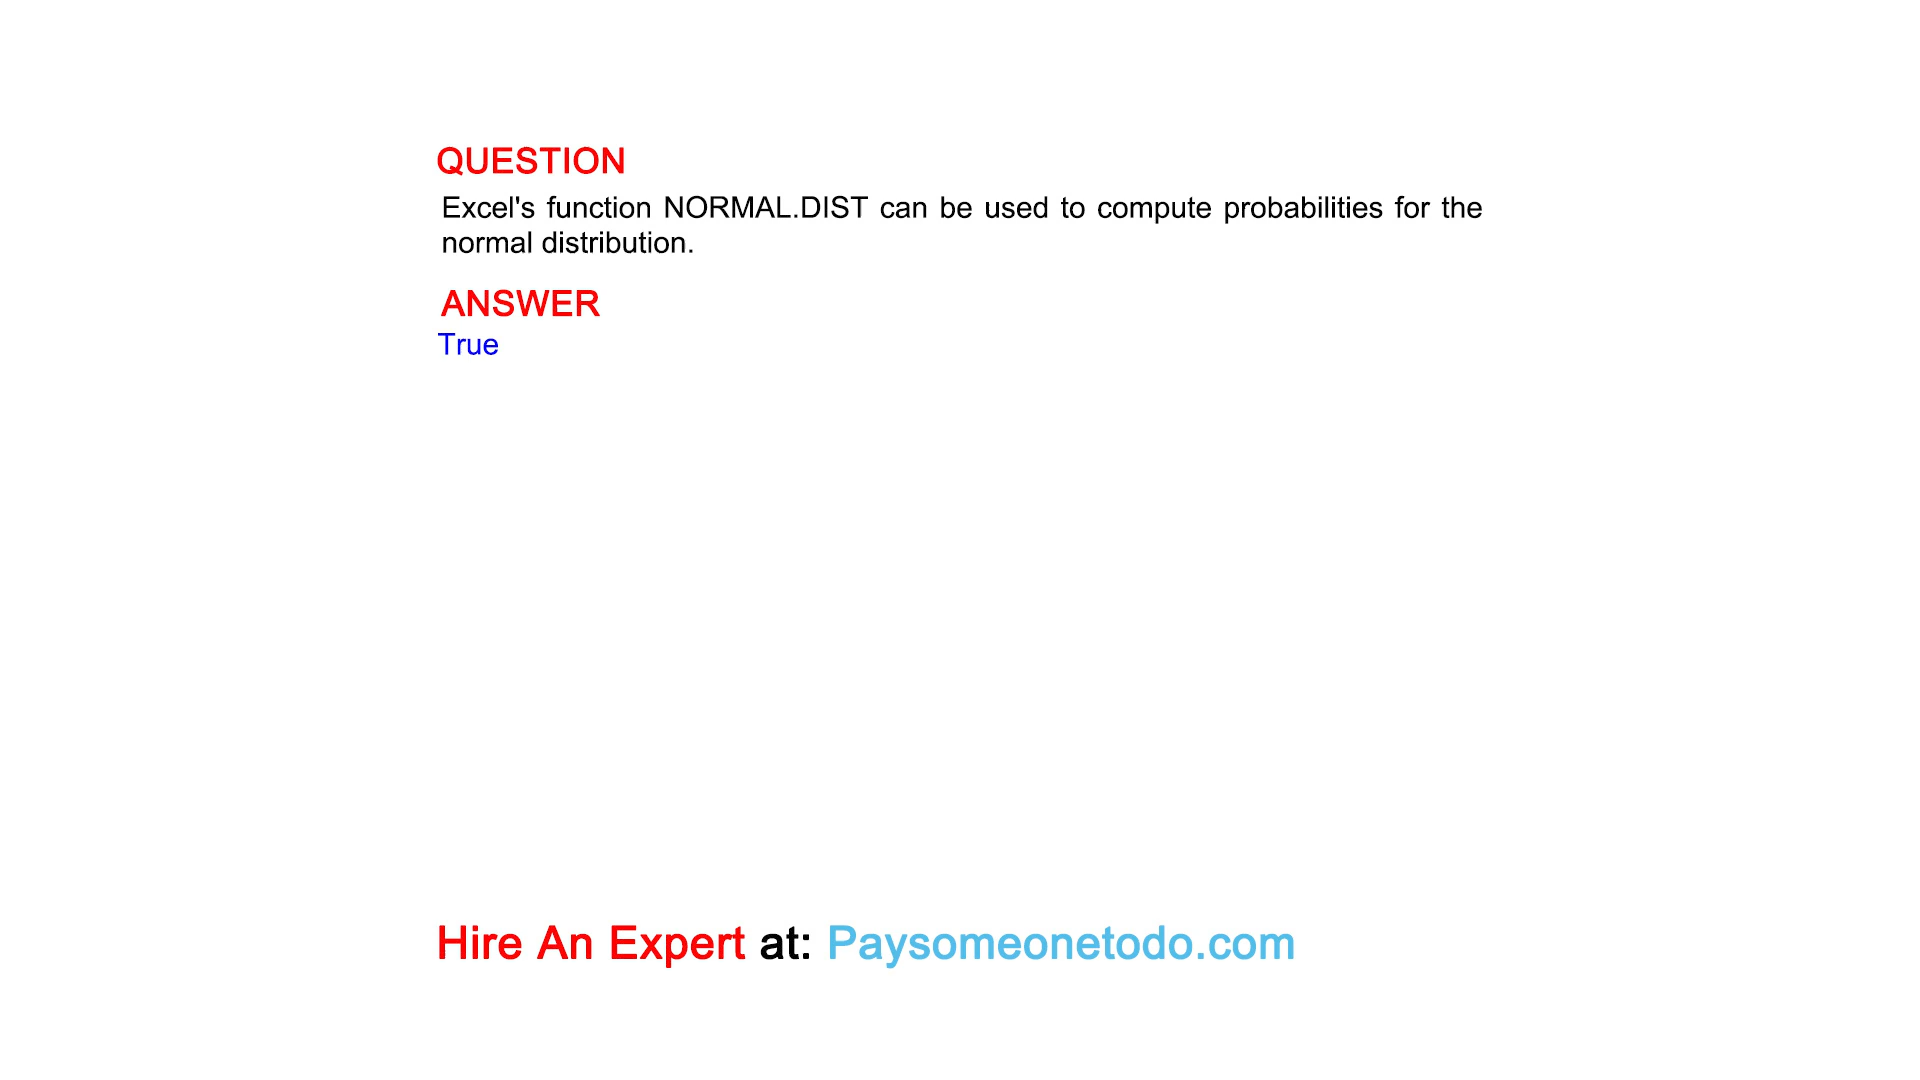 QUESTION
Excel's function NORMAL.DIST can be used to compute probabilities for the
normal distribution.
ANSWER
True
Hire An Expert at: Paysomeonetodo.com